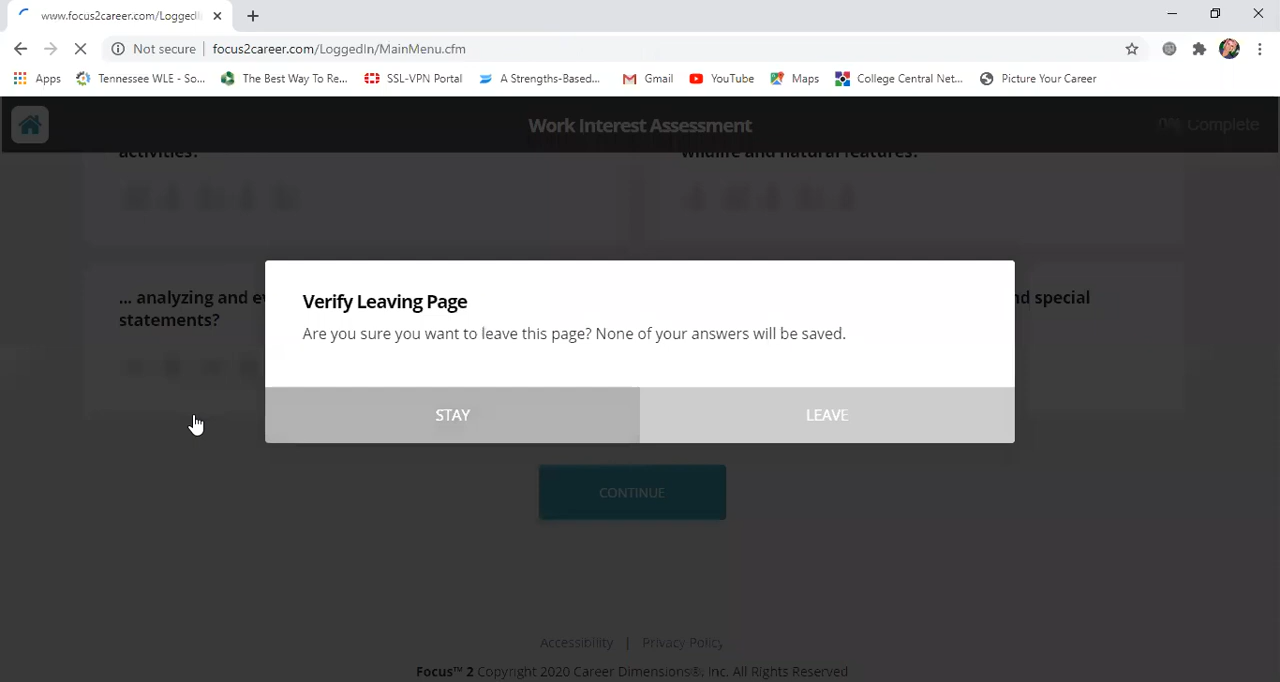 www.focus2career.com/Logged
Not secure
focus2career.com/LoggedIn/MainMenu.cfm
Apps
Tennessee WLE - So...
The Best Way To Re...
SSL-VPN Portal
A Strengths-Based...
Gmail
YouTube
Maps
College Central Net...
Picture Your Career
Work Interest Assessment
Complete
activities?
wildlife and natural features?
... analyzing and ev
d special
statements?
Verify Leaving Page
Are you sure you want to leave this page? None of your answers will be saved.
STAY
LEAVE
CONTINUE
Accessibility | Privacy Policy
Focus™ 2 Copyright 2020 Career Dimensions®, Inc. All Rights Reserved